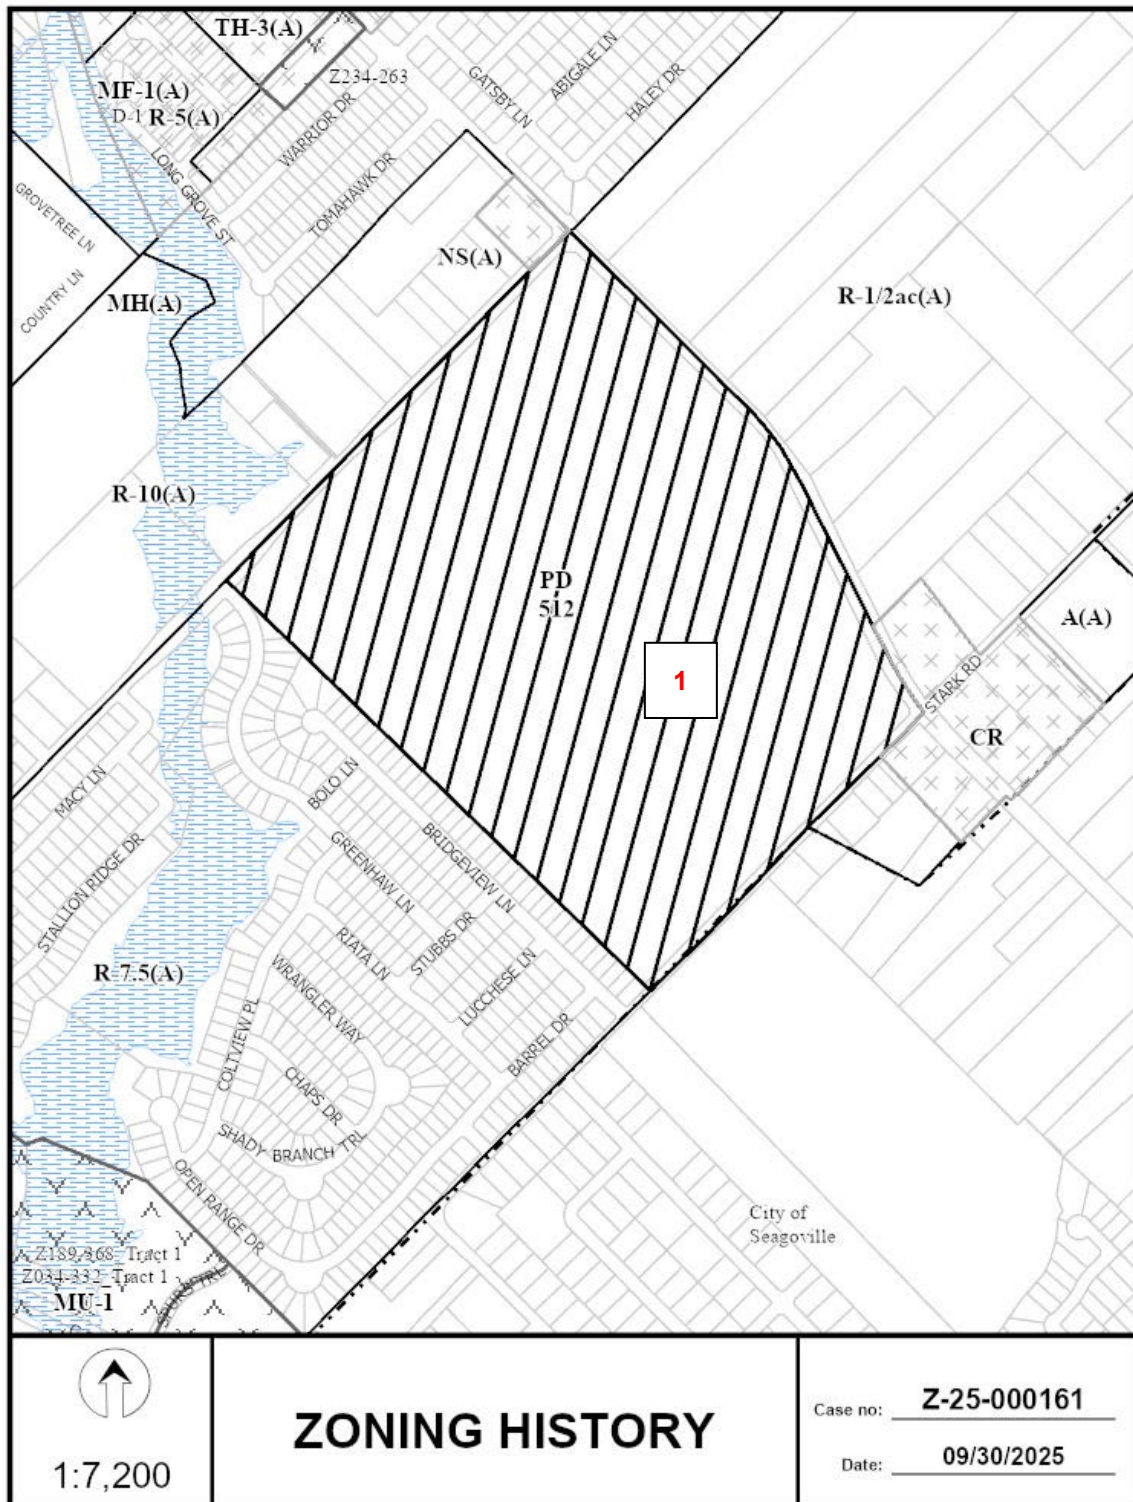 TH-3(A)
Z234-263
MF-1(A)
D-1 R-5(A)
GATSBY LN
ABIGALE LN
HALEY DR
WARRIOR DR
TOMAHAWK DR
LONG GROVE ST
GROVETREE LN
COUNTRY LN
MH(A)
NS(A)
R-1/2ac(A)
R-10(A)
PD
512
1
A(A)
STARK RD
CR
MACY LN
BOLO LN
STALLION RIDGE DR
GREENHAW LN
BRIDGEVIEW LN
RIATA LN
STUBBS DR
LUCCHESE LN
R-7.5(A)
WRANGLER WAY
COLTVIEW PL
BARREL DR
CHAPS DR
SHADY BRANCH TRL
OPEN RANGE DR
City of
Seagoville
Z189-368_Tract 1
Z034-332_Tract 1
SPURS TRL
MU-1
1:7,200
ZONING HISTORY
Case no: Z-25-000161
Date: 09/30/2025